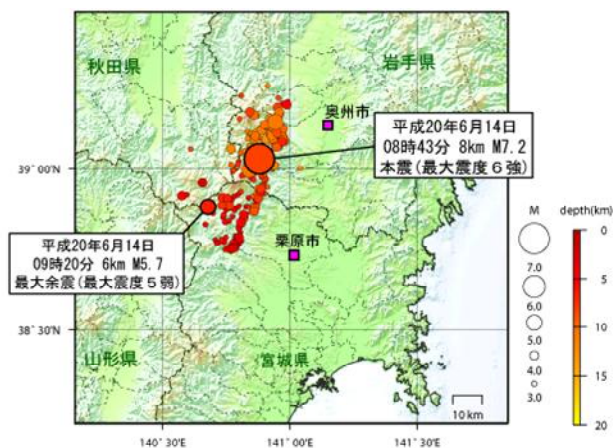 秋田県
岩手県
奥州市
平成20年6月14日
08時43分 8km M7.2
本震(最大震度6強)
39°00'N
平成20年6月14日
09時20分 6km M5.7
最大余震(最大震度5弱)
栗原市
38°30'N
山形県
宮城県
10 km
140°30'E
141°00'E
141°30'E
M
7.0
6.0
5.0
4.0
3.0
depth(km)
0
5
10
15
20